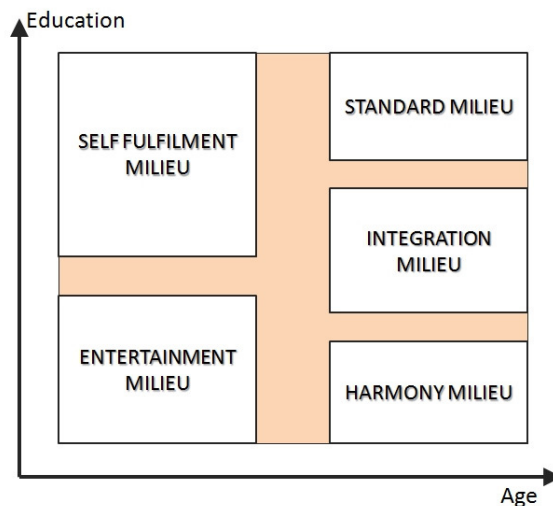 Education
SELF FULFILMENT
MILIEU
STANDARD MILIEU
INTEGRATION
MILIEU
ENTERTAINMENT
MILIEU
HARMONY MILIEU
Age